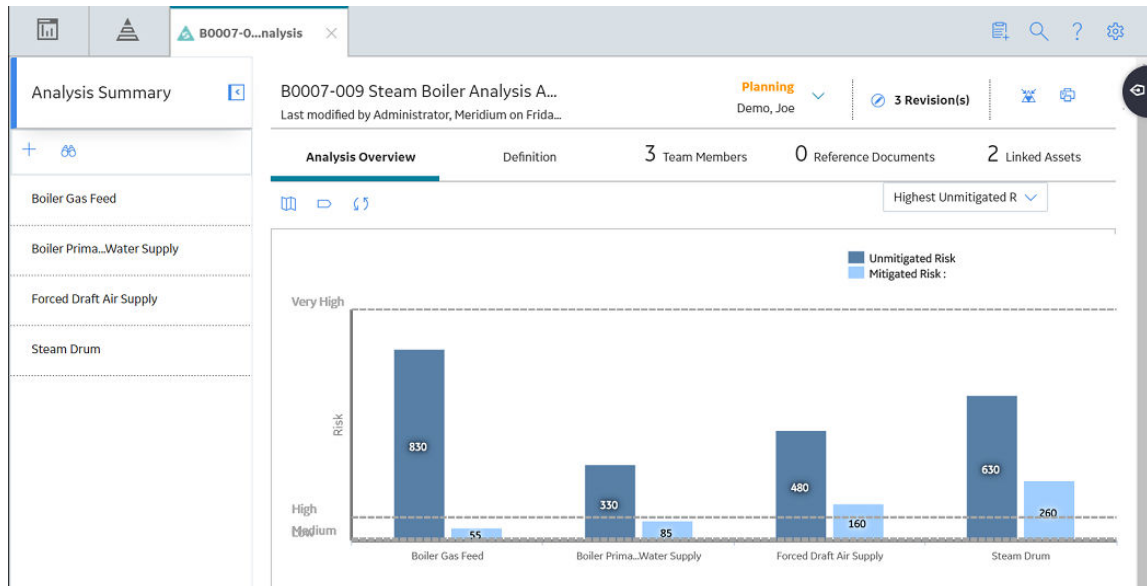 B0007-0...nalysis
Analysis Summary
Boiler Gas Feed
Boiler Prima...Water Supply
Forced Draft Air Supply
Steam Drum
B0007-009 Steam Boiler Analysis A...
Last modified by Administrator, Meridium on Frida...
Planning
Demo, Joe
3 Revision(s)
Analysis Overview
Definition
3 Team Members
0 Reference Documents
2 Linked Assets
Highest Unmitigated R
Unmitigated Risk
Mitigated Risk :
Very High
Risk
High
Medium
Low
830
55
330
85
480
160
630
260
Boiler Gas Feed
Boiler Prima...Water Supply
Forced Draft Air Supply
Steam Drum